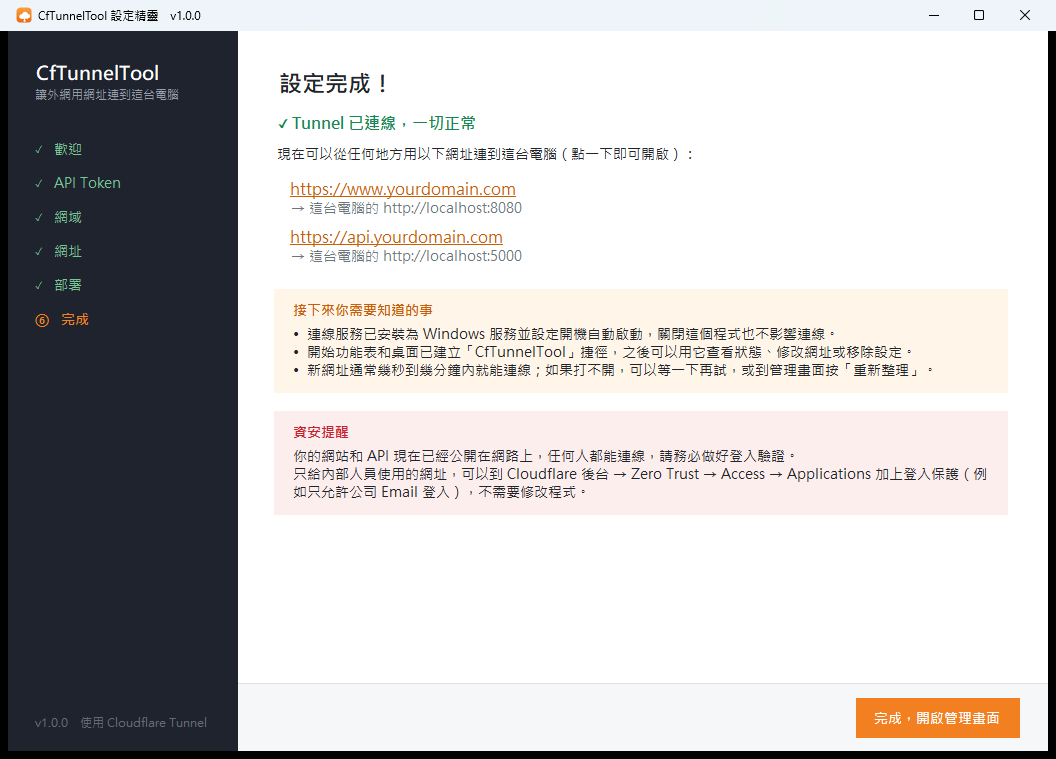 CfTunnelTool 設定精靈 v1.0.0
CfTunnelTool
讓外網用網址連到這台電腦
✓ 歡迎
✓ API Token
✓ 網域
✓ 網址
✓ 部署
⑥ 完成
v1.0.0 使用 Cloudflare Tunnel
設定完成！
✓ Tunnel 已連線，一切正常
現在可以從任何地方用以下網址連到這台電腦（點一下即可開啟）：
https://www.yourdomain.com
→ 這台電腦的 http://localhost:8080
https://api.yourdomain.com
→ 這台電腦的 http://localhost:5000
接下來你需要知道的事
• 連線服務已安裝為 Windows 服務並設定開機自動啟動，關閉這個程式也不影響連線。
• 開始功能表和桌面已建立「CfTunnelTool」捷徑，之後可以用它查看狀態、修改網址或移除設定。
• 新網址通常幾秒到幾分鐘內就能連線；如果打不開，可以等一下再試，或到管理畫面按「重新整理」。
資安提醒
你的網站和 API 現在已經公開在網路上，任何人都能連線，請務必做好登入驗證。
只給內部人員使用的網址，可以到 Cloudflare 後台 → Zero Trust → Access → Applications 加上登入保護（例
如只允許公司 Email 登入），不需要修改程式。
完成，開啟管理畫面